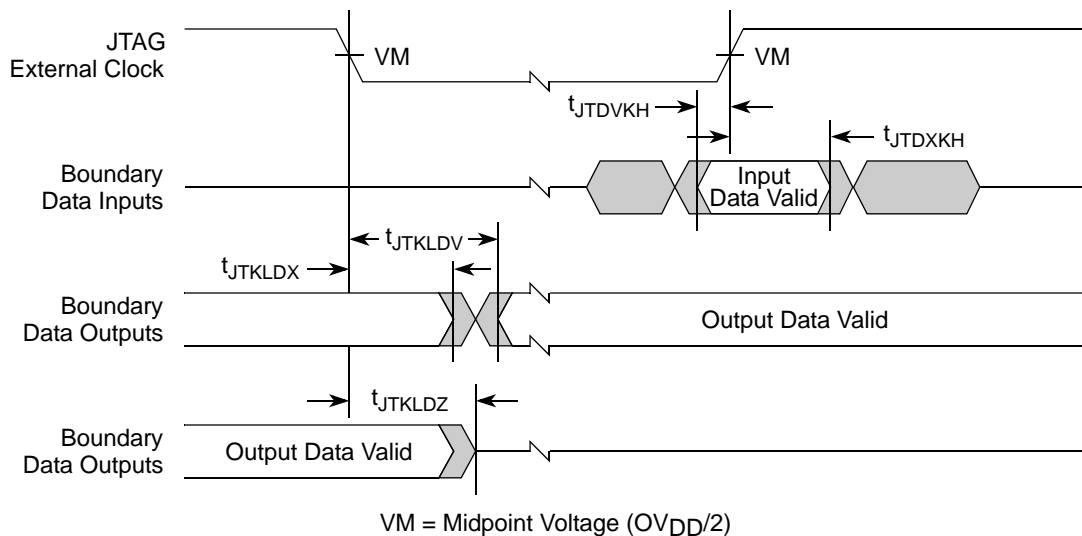 JTAG
External Clock
VM
VM
tJTDVKH
tJTDXKH
Boundary
Data Inputs
Input
Data Valid
tJTKLDV
tJTKLDX
Boundary
Data Outputs
Output Data Valid
tJTKLDZ
Boundary
Data Outputs
Output Data Valid
VM = Midpoint Voltage (OVDD/2)